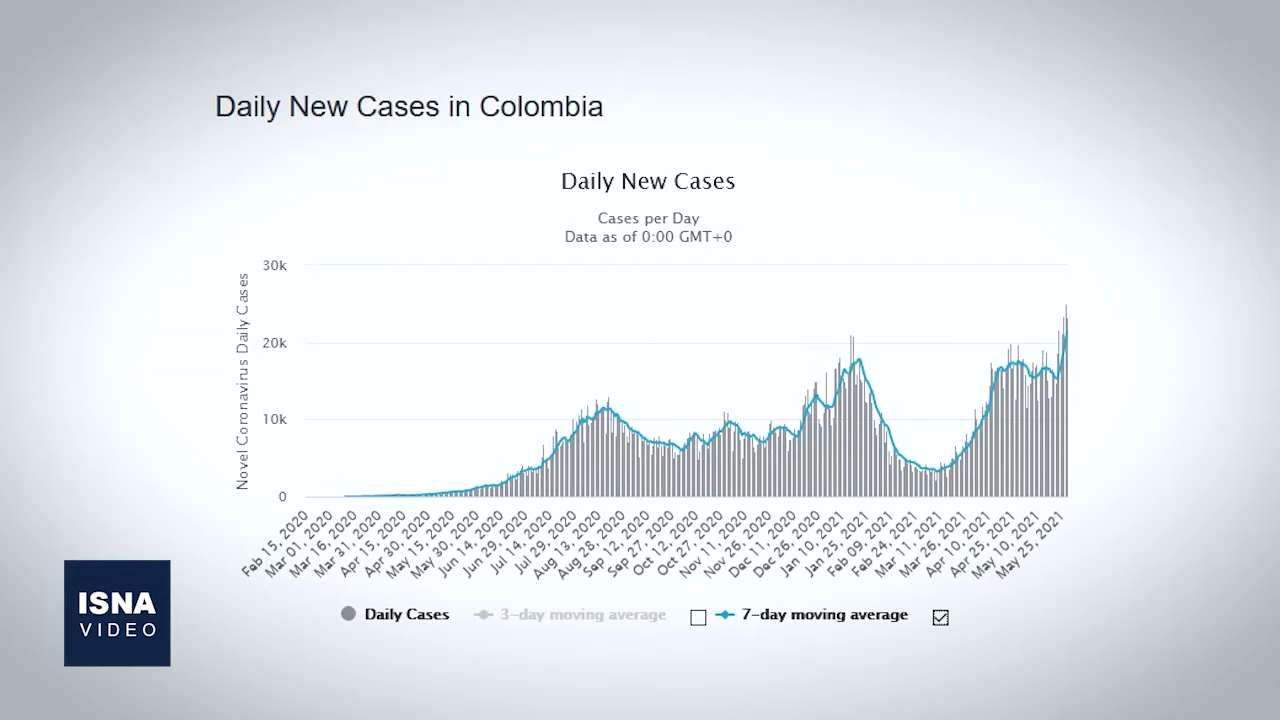 Daily New Cases in Colombia
Daily New Cases
Cases per Day
Data as of 0:00 GMT+0
Novel Coronavirus Daily Cases
30k
20k
10k
0
Feb 15, 2020
Mar 01, 2020
Mar 16, 2020
Mar 31, 2020
Apr 15, 2020
Apr 30, 2020
May 15, 2020
May 30, 2020
Jun 14, 2020
Jun 29, 2020
Jul 14, 2020
Jul 29, 2020
Aug 13, 2020
Aug 28, 2020
Sep 12, 2020
Sep 27, 2020
Oct 12, 2020
Oct 27, 2020
Nov 11, 2020
Nov 26, 2020
Dec 11, 2020
Dec 26, 2020
Jan 10, 2021
Jan 25, 2021
Feb 09, 2021
Feb 24, 2021
Mar 11, 2021
Mar 26, 2021
Apr 10, 2021
Apr 25, 2021
May 10, 2021
May 25, 2021
Daily Cases 3-day moving average 7-day moving average
ISNA
VIDEO